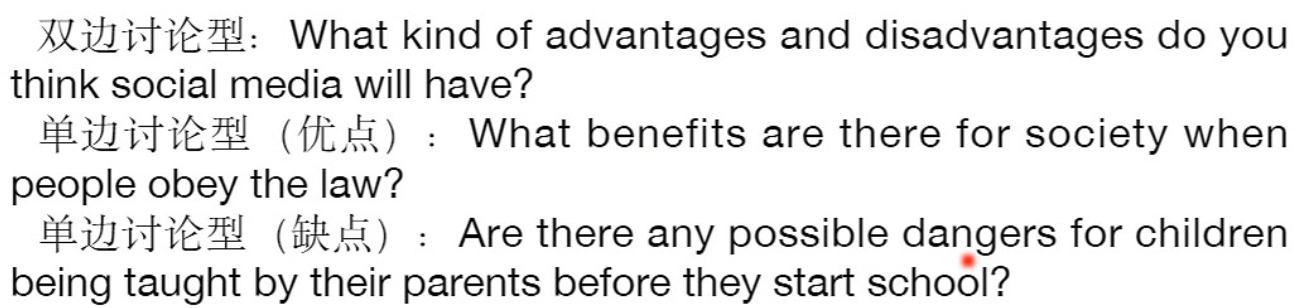 双边讨论型：What kind of advantages and disadvantages do you
think social media will have?
单边讨论型（优点）：What benefits are there for society when
people obey the law?
单边讨论型（缺点）：Are there any possible dangers for children
being taught by their parents before they start school?